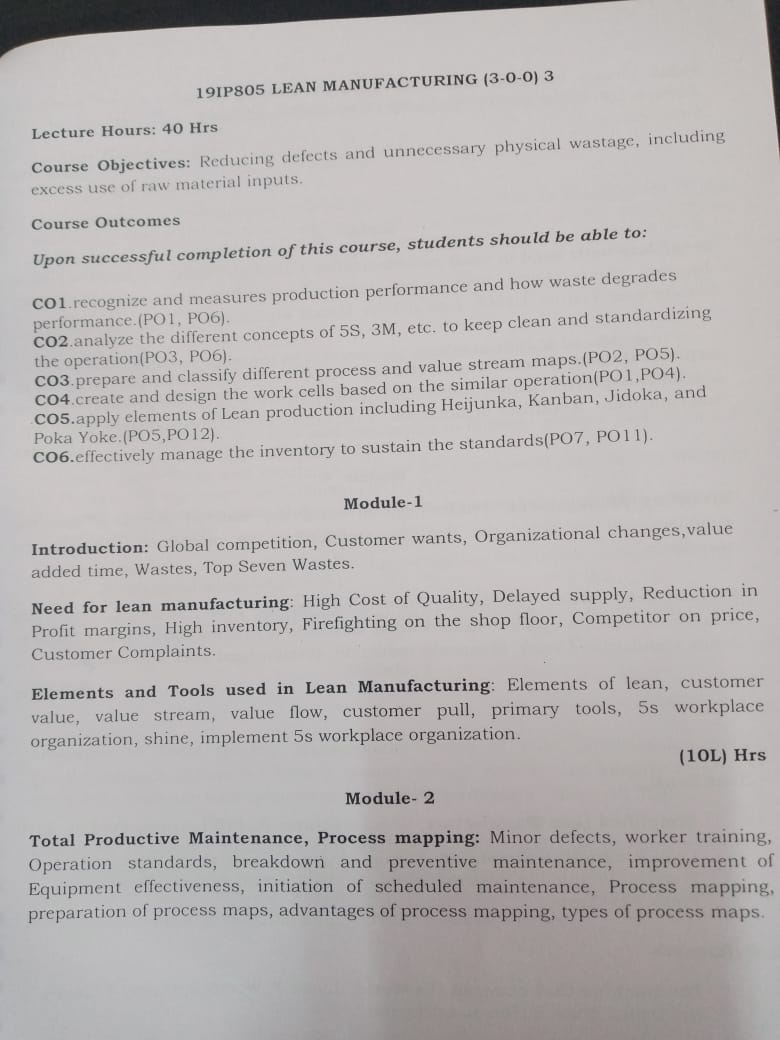 19IP805 LEAN MANUFACTURING (3-0-0) 3
Lecture Hours: 40 Hrs
Course Objectives: Reducing defects and unnecessary physical wastage, including
excess use of raw material inputs.
Course Outcomes
Upon successful completion of this course, students should be able to:
CO1.recognize and measures production performance and how waste degrades
performance.(PO1, PO6).
CO2.analyze the different concepts of 5S, 3M, etc. to keep clean and standardizing
the operation(PO3, PO6).
CO3.prepare and classify different process and value stream maps.(PO2, PO5).
CO4.create and design the work cells based on the similar operation(PO1,PO4).
CO5.apply elements of Lean production including Heijunka, Kanban, Jidoka, and
Poka Yoke.(PO5,PO12).
CO6.effectively manage the inventory to sustain the standards(PO7, PO11).
Module-1
Introduction: Global competition, Customer wants, Organizational changes,value
added time, Wastes, Top Seven Wastes.
Need for lean manufacturing: High Cost of Quality, Delayed supply, Reduction in
Profit margins, High inventory, Firefighting on the shop floor, Competitor on price,
Customer Complaints.
Elements and Tools used in Lean Manufacturing: Elements of lean, customer
value, value stream, value flow, customer pull, primary tools, 5s workplace
organization, shine, implement 5s workplace organization.
(10L) Hrs
Module- 2
Total Productive Maintenance, Process mapping: Minor defects, worker training,
Operation standards, breakdown and preventive maintenance, improvement of
Equipment effectiveness, initiation of scheduled maintenance, Process mapping,
preparation of process maps, advantages of process mapping, types of process maps.